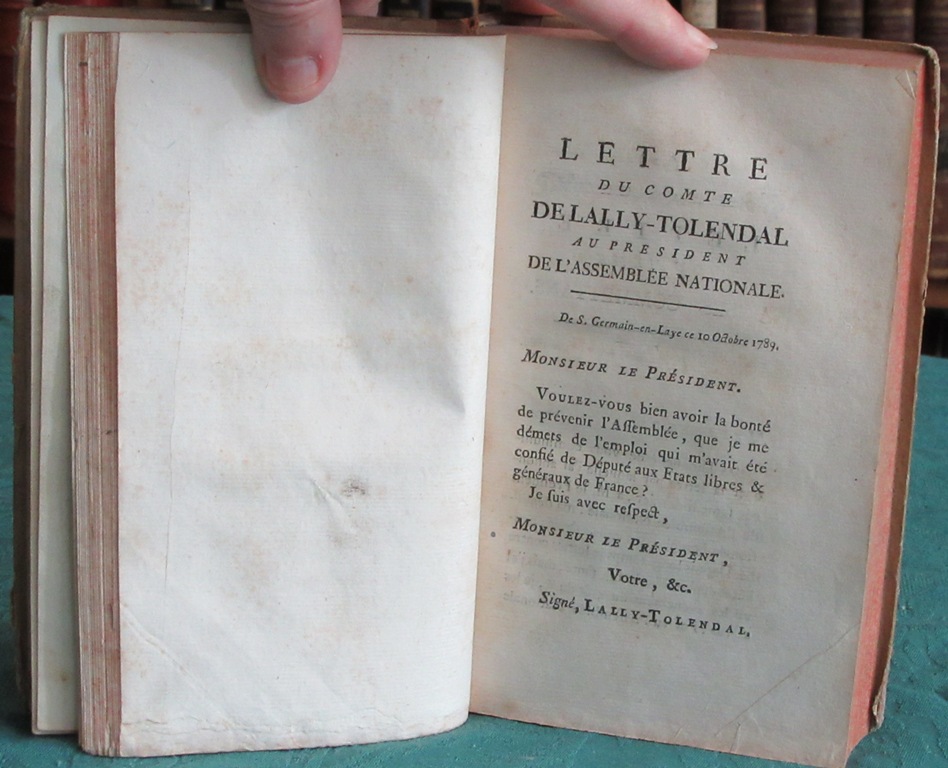 LETTRE
DU COMTE
DE LALLY-TOLENDAL
AU PRESIDENT
DE L'ASSEMBLÉE NATIONALE.
De S. Germain-en-Laye ce 10 Octobre 1789.
MONSIEUR LE PRÉSIDENT.
VOULEZ-VOUS bien avoir la bonté
de prévenir l'Aſſemblée, que je me
démets de l'emploi qui m'avait été
confié de Député aux Etats libres &
généraux de France?
Je ſuis avec reſpect,
MONSIEUR LE PRÉSIDENT,
Votre, &c.
Signé, LALLY-TOLENDAL,